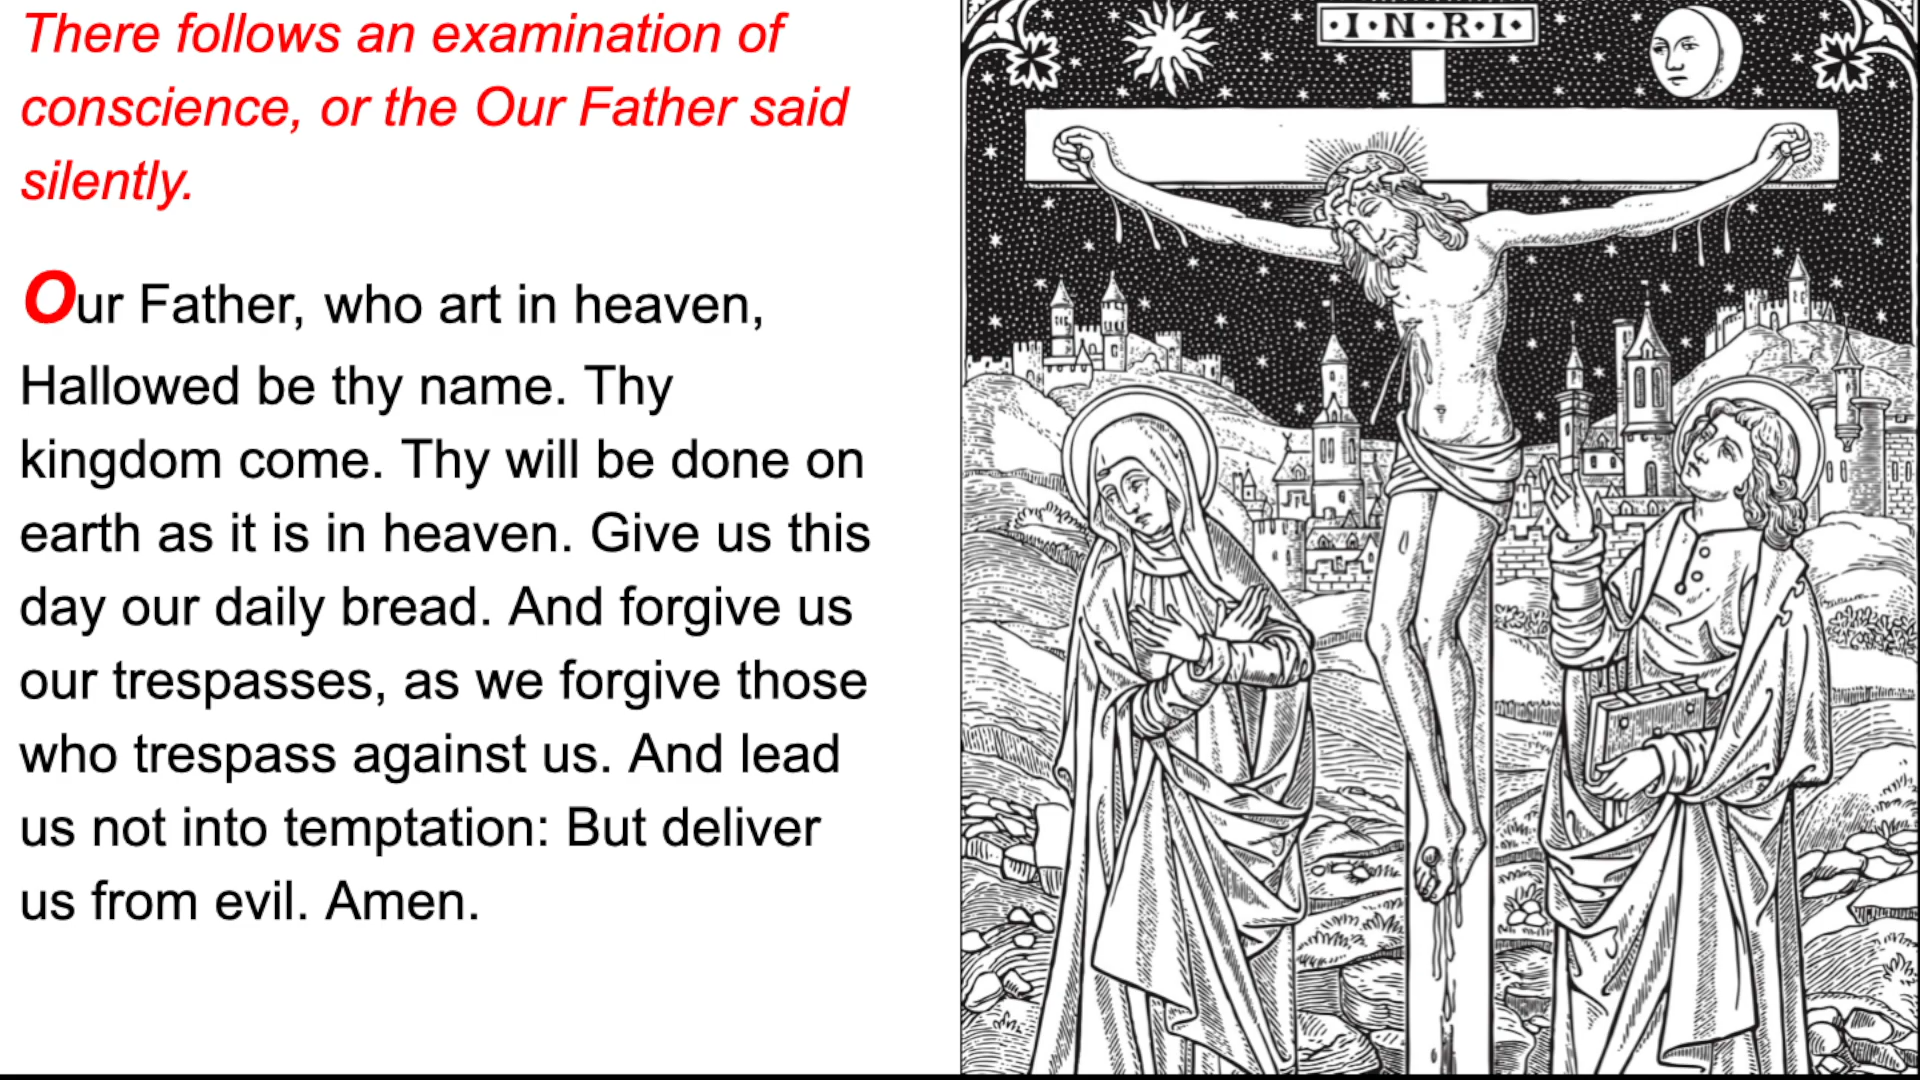 There follows an examination of
conscience, or the Our Father said
silently.
Our Father, who art in heaven,
Hallowed be thy name. Thy
kingdom come. Thy will be done on
earth as it is in heaven. Give us this
day our daily bread. And forgive us
our trespasses, as we forgive those
who trespass against us. And lead
us not into temptation: But deliver
us from evil. Amen.
·I·N·R·I·